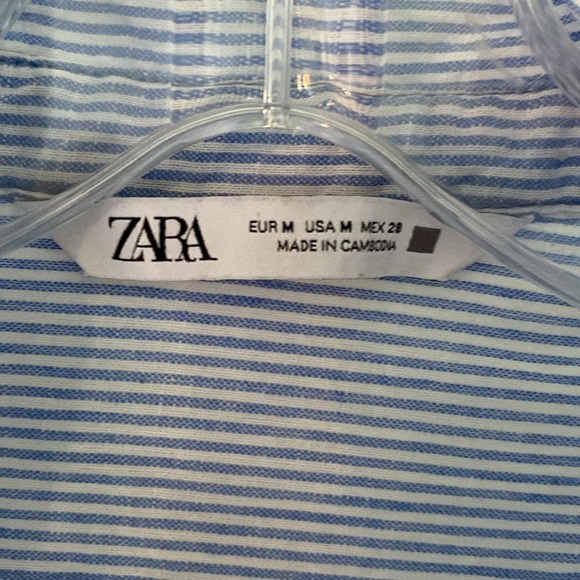 ZARA
EUR M USA M MEX 28
MADE IN CAMBODIA